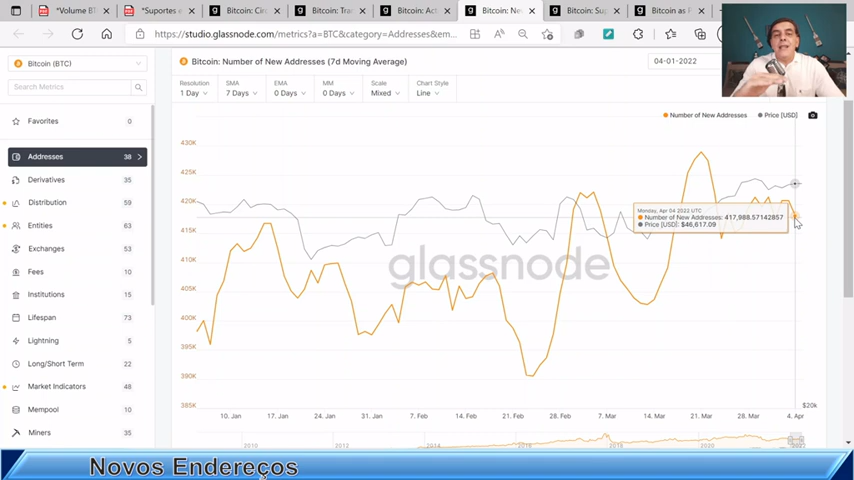 *Volume BT
*Suportes e
Bitcoin: Circ
Bitcoin: Tra
Bitcoin: Acti
Bitcoin: Ne
Bitcoin: Su
Bitcoin as P
https://studio.glassnode.com/metrics?a=BTC&category=Addresses&em...
Bitcoin (BTC)
Bitcoin: Number of New Addresses (7d Moving Average)
04-01-2022
Search Metrics
Resolution
SMA
EMA
MM
Scale
Chart Style
1 Day
7 Days
0 Days
0 Days
Mixed
Line
Favorites 0
Addresses 38
Derivatives 35
Distribution 59
Entities 63
Exchanges 53
Fees 10
Institutions 15
Lifespan 73
Lightning 5
Long/Short Term 22
Market Indicators 48
Mempool 10
Miners 35
Number of New Addresses
Price [USD]
430K
425K
420K
415K
410K
405K
400K
395K
390K
385K
Monday, Apr 04 2022 UTC
Number of New Addresses: 417,988.57142857
Price [USD]: $46,617.09
glassnode
$20k
10. Jan
17. Jan
24. Jan
31. Jan
7. Feb
14. Feb
21. Feb
28. Feb
7. Mar
14. Mar
21. Mar
28. Mar
4. Apr
2010
2012
2014
2020
2022
Novos Endereços